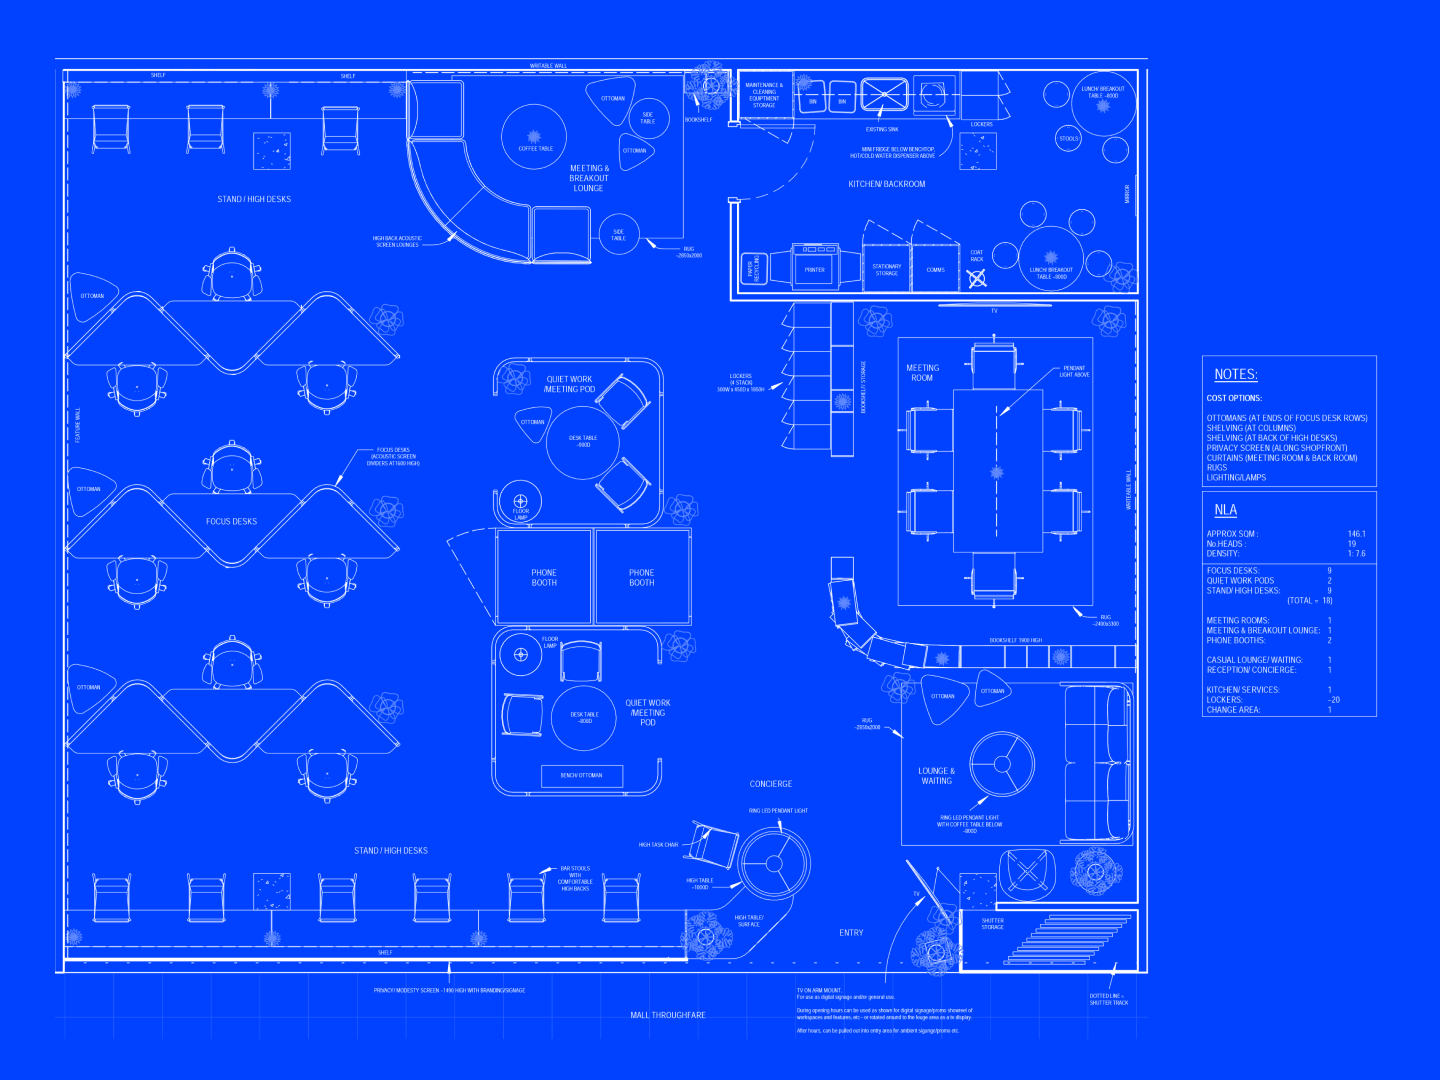 WRITABLE WALL
SHELF
SHELF
OTTOMAN
SIDE
TABLE
COFFEE TABLE
OTTOMAN
MEETING &
BREAKOUT
LOUNGE
STAND / HIGH DESKS
HIGH BACK ACOUSTIC
SCREEN LOUNGES
SIDE
TABLE
RUG
~2850x2000
BOOKSHELF
MAINTENANCE &
CLEANING
EQUIPTMENT
STORAGE
BIN
BIN
EXISTING SINK
LOCKERS
LUNCH/ BREAKOUT
TABLE ~800D
STOOLS
MINI FRIDGE BELOW BENCHTOP,
HOT/COLD WATER DISPENSER ABOVE
KITCHEN/ BACKROOM
MIRROR
PAPER
RECYCLING
PRINTER
STATIONARY
STORAGE
COMMS
COAT
RACK
LUNCH/ BREAKOUT
TABLE ~900D
TV
OTTOMAN
FEATURE WALL
FOCUS DESKS
(ACOUSTIC SCREEN
DIVIDERS AT1600 HIGH)
OTTOMAN
FOCUS DESKS
OTTOMAN
QUIET WORK
/MEETING POD
OTTOMAN
DESK TABLE
~900D
FLOOR
LAMP
PHONE
BOOTH
PHONE
BOOTH
FLOOR
LAMP
DESK TABLE
~800D
QUIET WORK
/MEETING
POD
BENCH/ OTTOMAN
LOCKERS
(4 STACK)
300W x 450D x 1950H
BOOKSHELF/ STORAGE
MEETING
ROOM
PENDANT
LIGHT ABOVE
WRITEABLE WALL
RUG
~2400x3300
BOOKSHELF 1900 HIGH
OTTOMAN
OTTOMAN
RUG
~2850x2000
LOUNGE &
WAITING
RING LED PENDANT LIGHT
WITH COFFEE TABLE BELOW
~800D
CONCIERGE
RING LED PENDANT LIGHT
HIGH TASK CHAIR
HIGH TABLE
~1000D
HIGH TABLE/
SURFACE
STAND / HIGH DESKS
BAR STOOLS
WITH
COMFORTABLE
HIGH BACKS
SHELF
TV
ENTRY
SHUTTER
STORAGE
PRIVACY/ MODESTY SCREEN ~1400 HIGH WITH BRANDING/SIGNAGE
MALL THROUGHFARE
TV ON ARM MOUNT.
For use as digital signage and/or general use.
During opening hours can be used as shown for digital signage/promo showreel of
workspaces and features, etc - or rotated around to the louge area as a tv display.
After hours, can be pulled out into entry area for ambient signange/promo etc.
DOTTED LINE =
SHUTTER TRACK
NOTES:
COST OPTIONS:
OTTOMANS (AT ENDS OF FOCUS DESK ROWS)
SHELVING (AT COLUMNS)
SHELVING (AT BACK OF HIGH DESKS)
PRIVACY SCREEN (ALONG SHOPFRONT)
CURTAINS (MEETING ROOM & BACK ROOM)
RUGS
LIGHTING/LAMPS
NLA
APPROX SQM : 146.1
No.HEADS : 19
DENSITY: 1: 7.6
FOCUS DESKS: 9
QUIET WORK PODS 2
STAND/ HIGH DESKS: 9
(TOTAL = 18)
MEETING ROOMS: 1
MEETING & BREAKOUT LOUNGE: 1
PHONE BOOTHS: 2
CASUAL LOUNGE/ WAITING: 1
RECEPTION/ CONCIERGE: 1
KITCHEN/ SERVICES: 1
LOCKERS: ~20
CHANGE AREA: 1